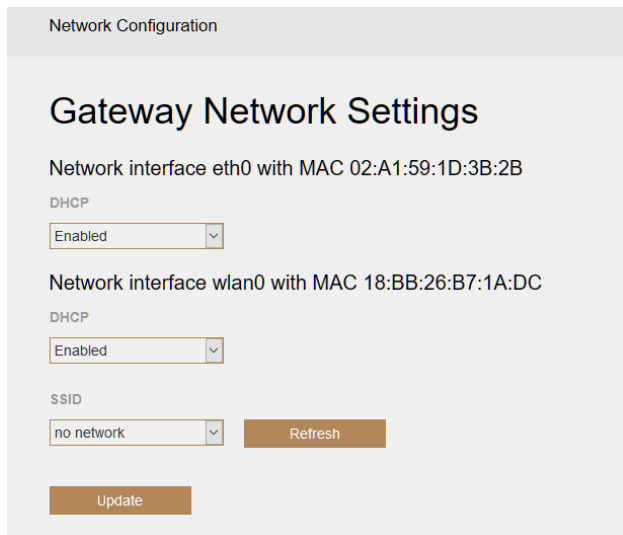 Network Configuration
Gateway Network Settings
Network interface eth0 with MAC 02:A1:59:1D:3B:2B
DHCP
Enabled
Network interface wlan0 with MAC 18:BB:26:B7:1A:DC
DHCP
Enabled
SSID
no network Refresh
Update